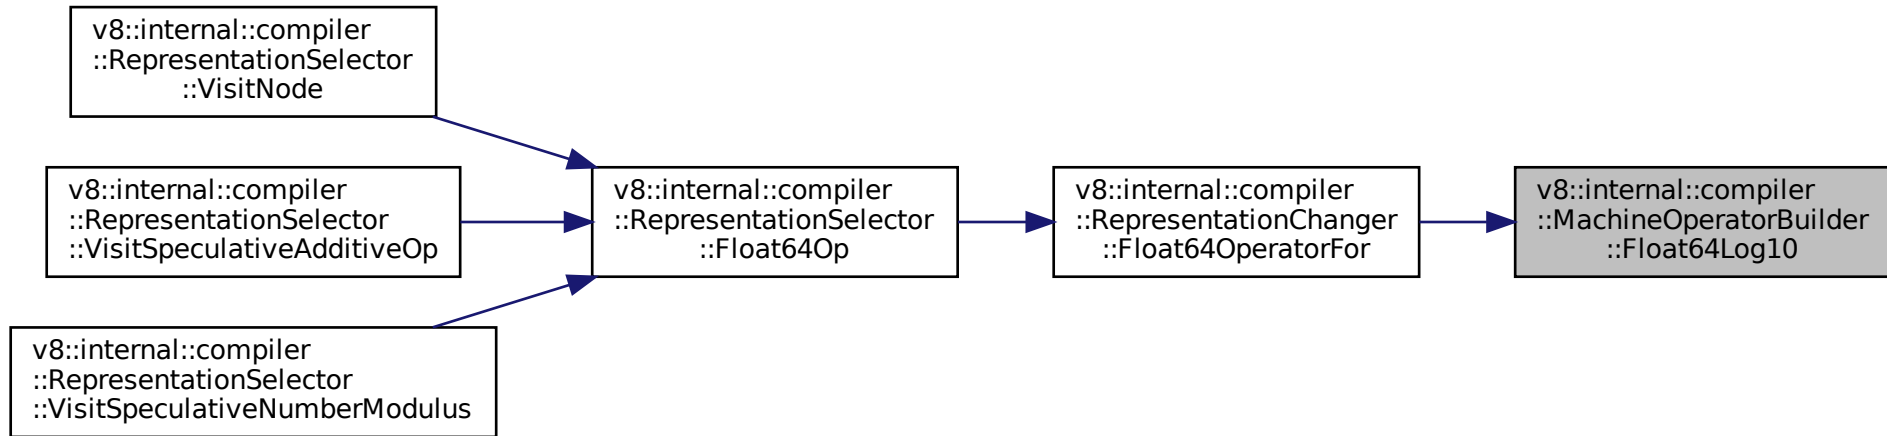 v8::internal::compiler
::RepresentationSelector
::VisitNode
v8::internal::compiler
::RepresentationSelector
::VisitSpeculativeAdditiveOp
v8::internal::compiler
::RepresentationSelector
::VisitSpeculativeNumberModulus
v8::internal::compiler
::RepresentationSelector
::Float64Op
v8::internal::compiler
::RepresentationChanger
::Float64OperatorFor
v8::internal::compiler
::MachineOperatorBuilder
::Float64Log10